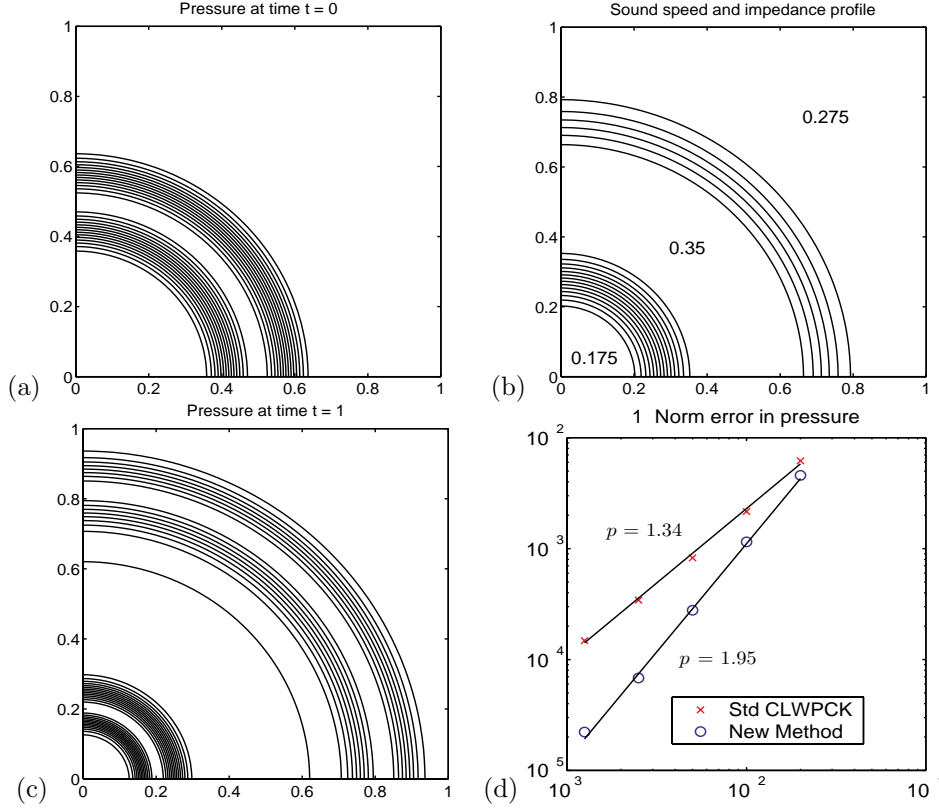 Pressure at time t = 0
1
0.8
0.6
0.4
0.2
0
0 0.2 0.4 0.6 0.8 1
(a)
Sound speed and impedance profile
1
0.8
0.6
0.4
0.2
0
0.275
0.35
0.175
0 0.2 0.4 0.6 0.8 1
(b)
Pressure at time t = 1
1
0.8
0.6
0.4
0.2
0
0 0.2 0.4 0.6 0.8 1
(c)
1 Norm error in pressure
10 2
10 3
10 4
10 5
p = 1.34
p = 1.95
Std CLWPCK
New Method
10 3 10 2 10 1
(d)